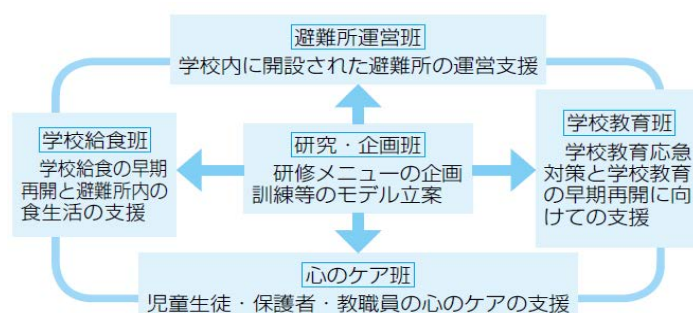 避難所運営班
学校内に開設された避難所の運営支援
学校給食班
学校給食の早期
再開と避難所内の
食生活の支援
研究・企画班
研修メニューの企画
訓練等のモデル立案
学校教育班
学校教育応急
対策と学校教育
の早期再開に向
けての支援
心のケア班
児童生徒・保護者・教職員の心のケアの支援